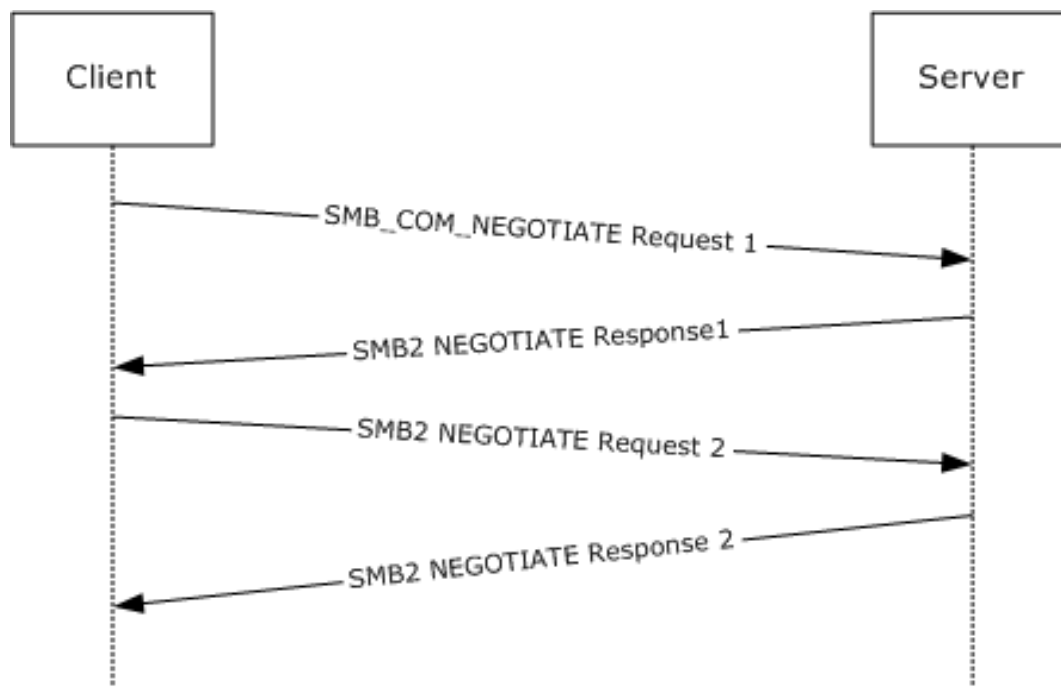 Client
Server
SMB_COM_NEGOTIATE Request 1
SMB2 NEGOTIATE Response1
SMB2 NEGOTIATE Request 2
SMB2 NEGOTIATE Response 2